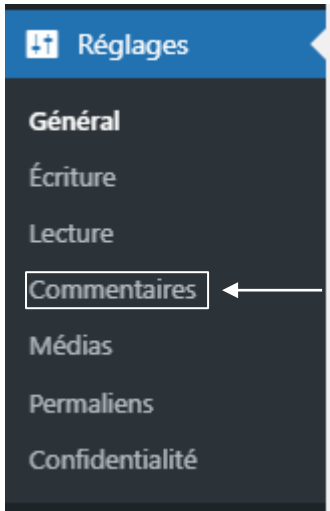 Réglages
Général
Écriture
Lecture
Commentaires
Médias
Permaliens
Confidentialité